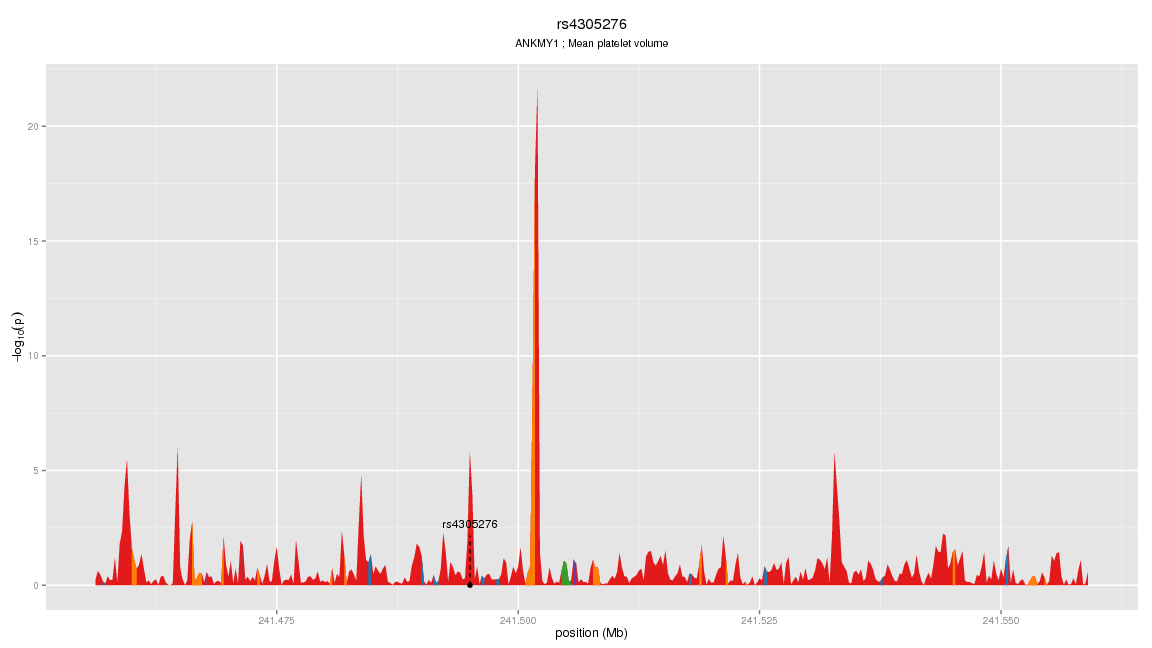 rs4305276
ANKMY1 ; Mean platelet volume
20
15
10
5
0
−log10(p)
rs4305276
241.475
241.500
241.525
241.550
position (Mb)